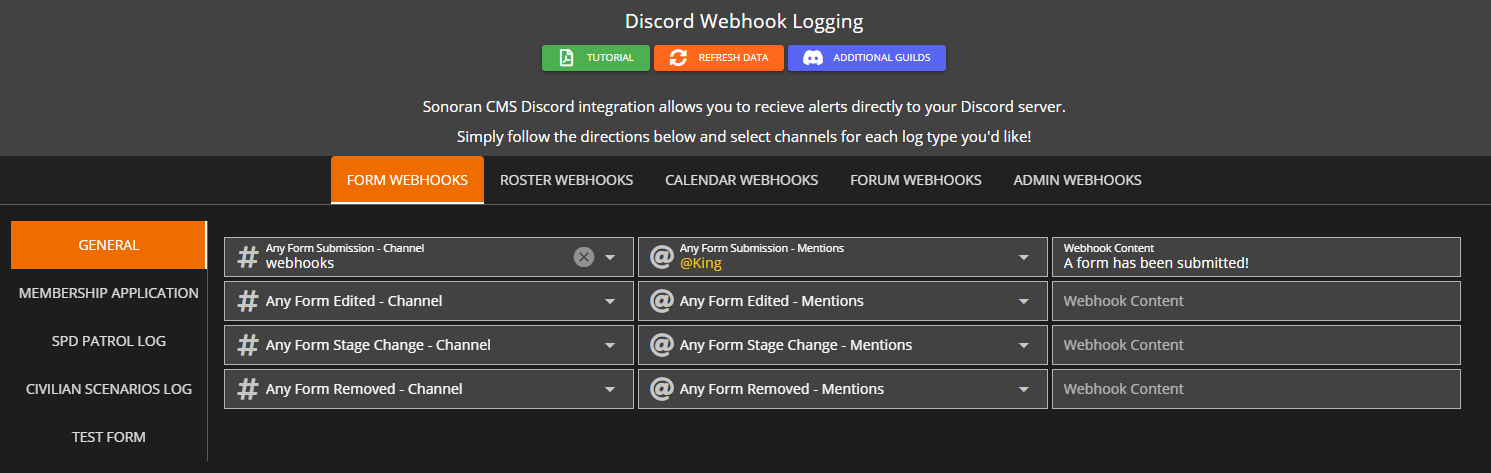 Discord Webhook Logging
TUTORIAL
REFRESH DATA
ADDITIONAL GUILDS
Sonoran CMS Discord integration allows you to recieve alerts directly to your Discord server.
Simply follow the directions below and select channels for each log type you'd like!
FORM WEBHOOKS
ROSTER WEBHOOKS
CALENDAR WEBHOOKS
FORUM WEBHOOKS
ADMIN WEBHOOKS
GENERAL
MEMBERSHIP APPLICATION
SPD PATROL LOG
CIVILIAN SCENARIOS LOG
TEST FORM
# Any Form Submission - Channel
webhooks
@ Any Form Submission - Mentions
@King
Webhook Content
A form has been submitted!
# Any Form Edited - Channel
@ Any Form Edited - Mentions
Webhook Content
# Any Form Stage Change - Channel
@ Any Form Stage Change - Mentions
Webhook Content
# Any Form Removed - Channel
@ Any Form Removed - Mentions
Webhook Content